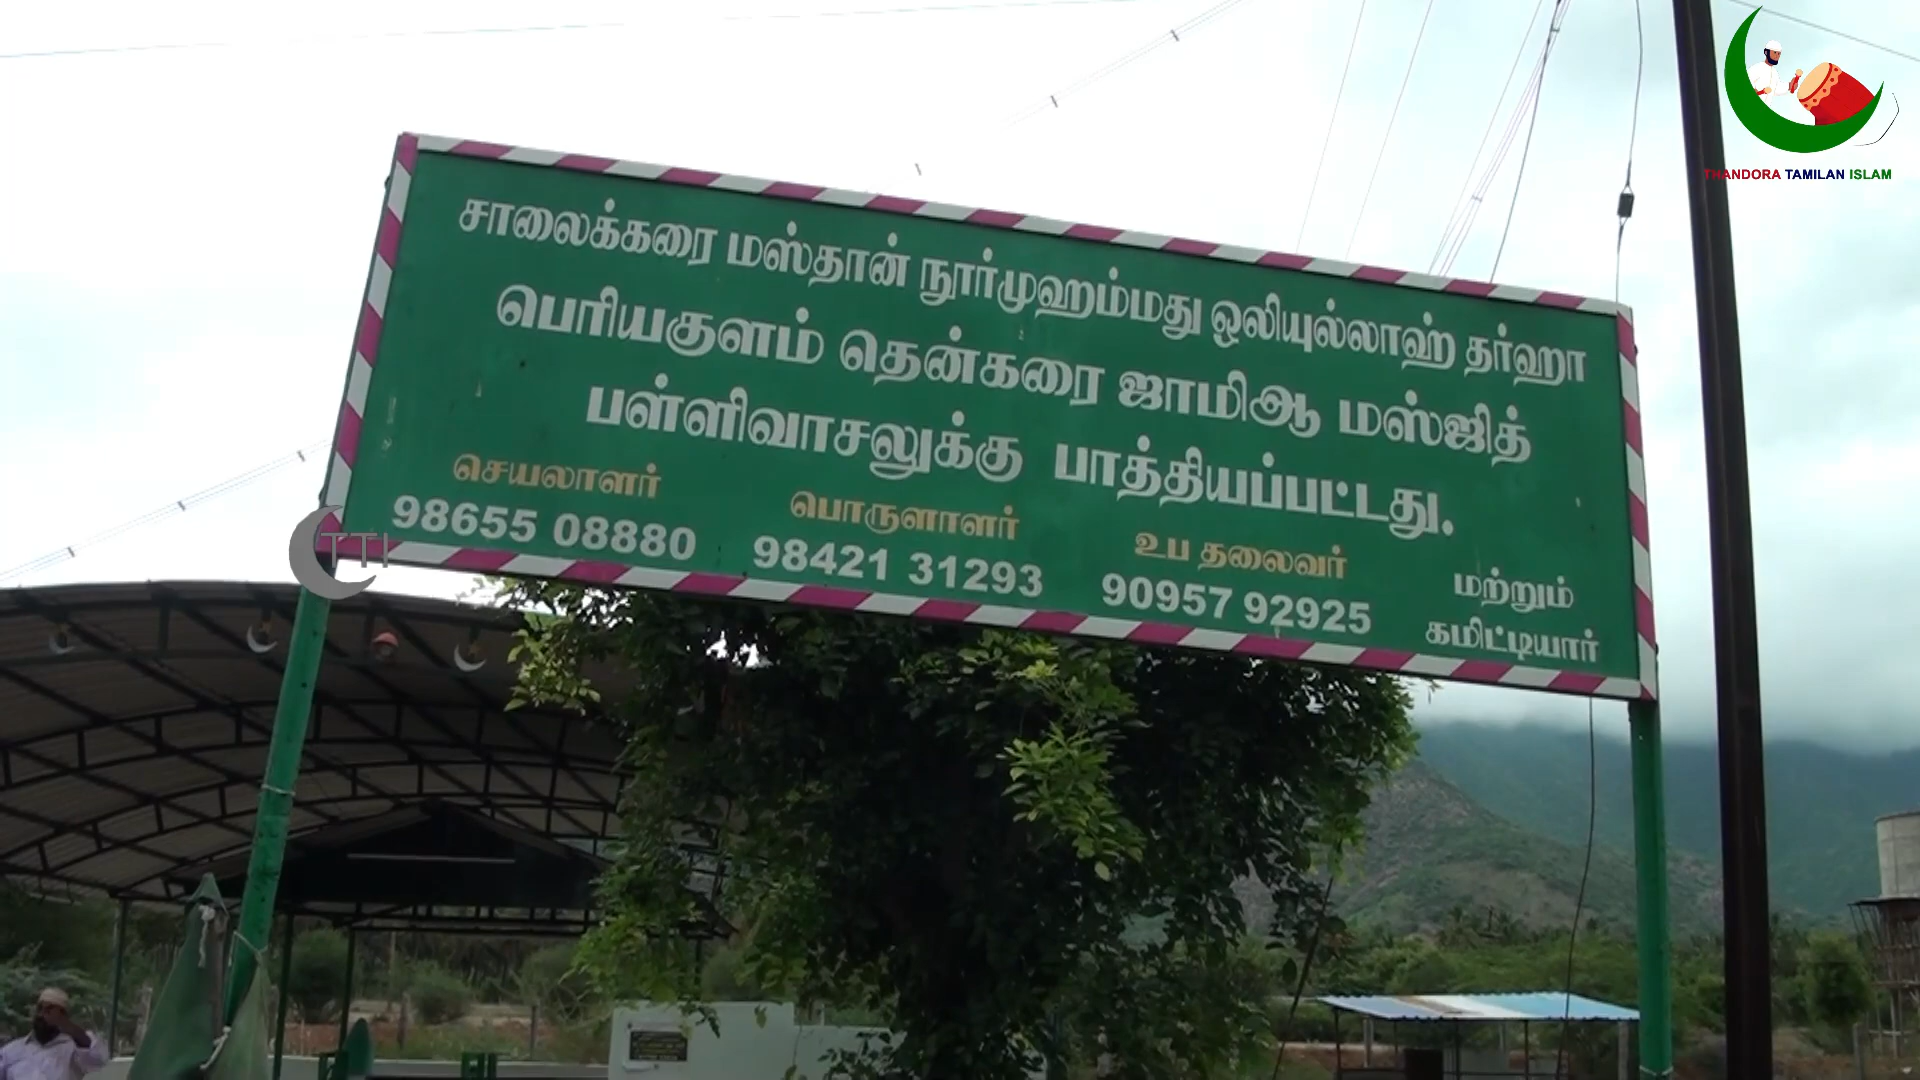 THANDORA TAMILAN ISLAM
சாலைக்கரை மஸ்தான் நூர்முஹம்மது ஒலியுல்லாஹ் தர்ஹா
பெரியகுளம் தென்கரை ஜாமிஆ மஸ்ஜித்
பள்ளிவாசலுக்கு பாத்தியப்பட்டது.
செயலாளர் பொருளாளர் உப தலைவர்
98655 08880 98421 31293 90957 92925
மற்றும்
கமிட்டியார்
TTI